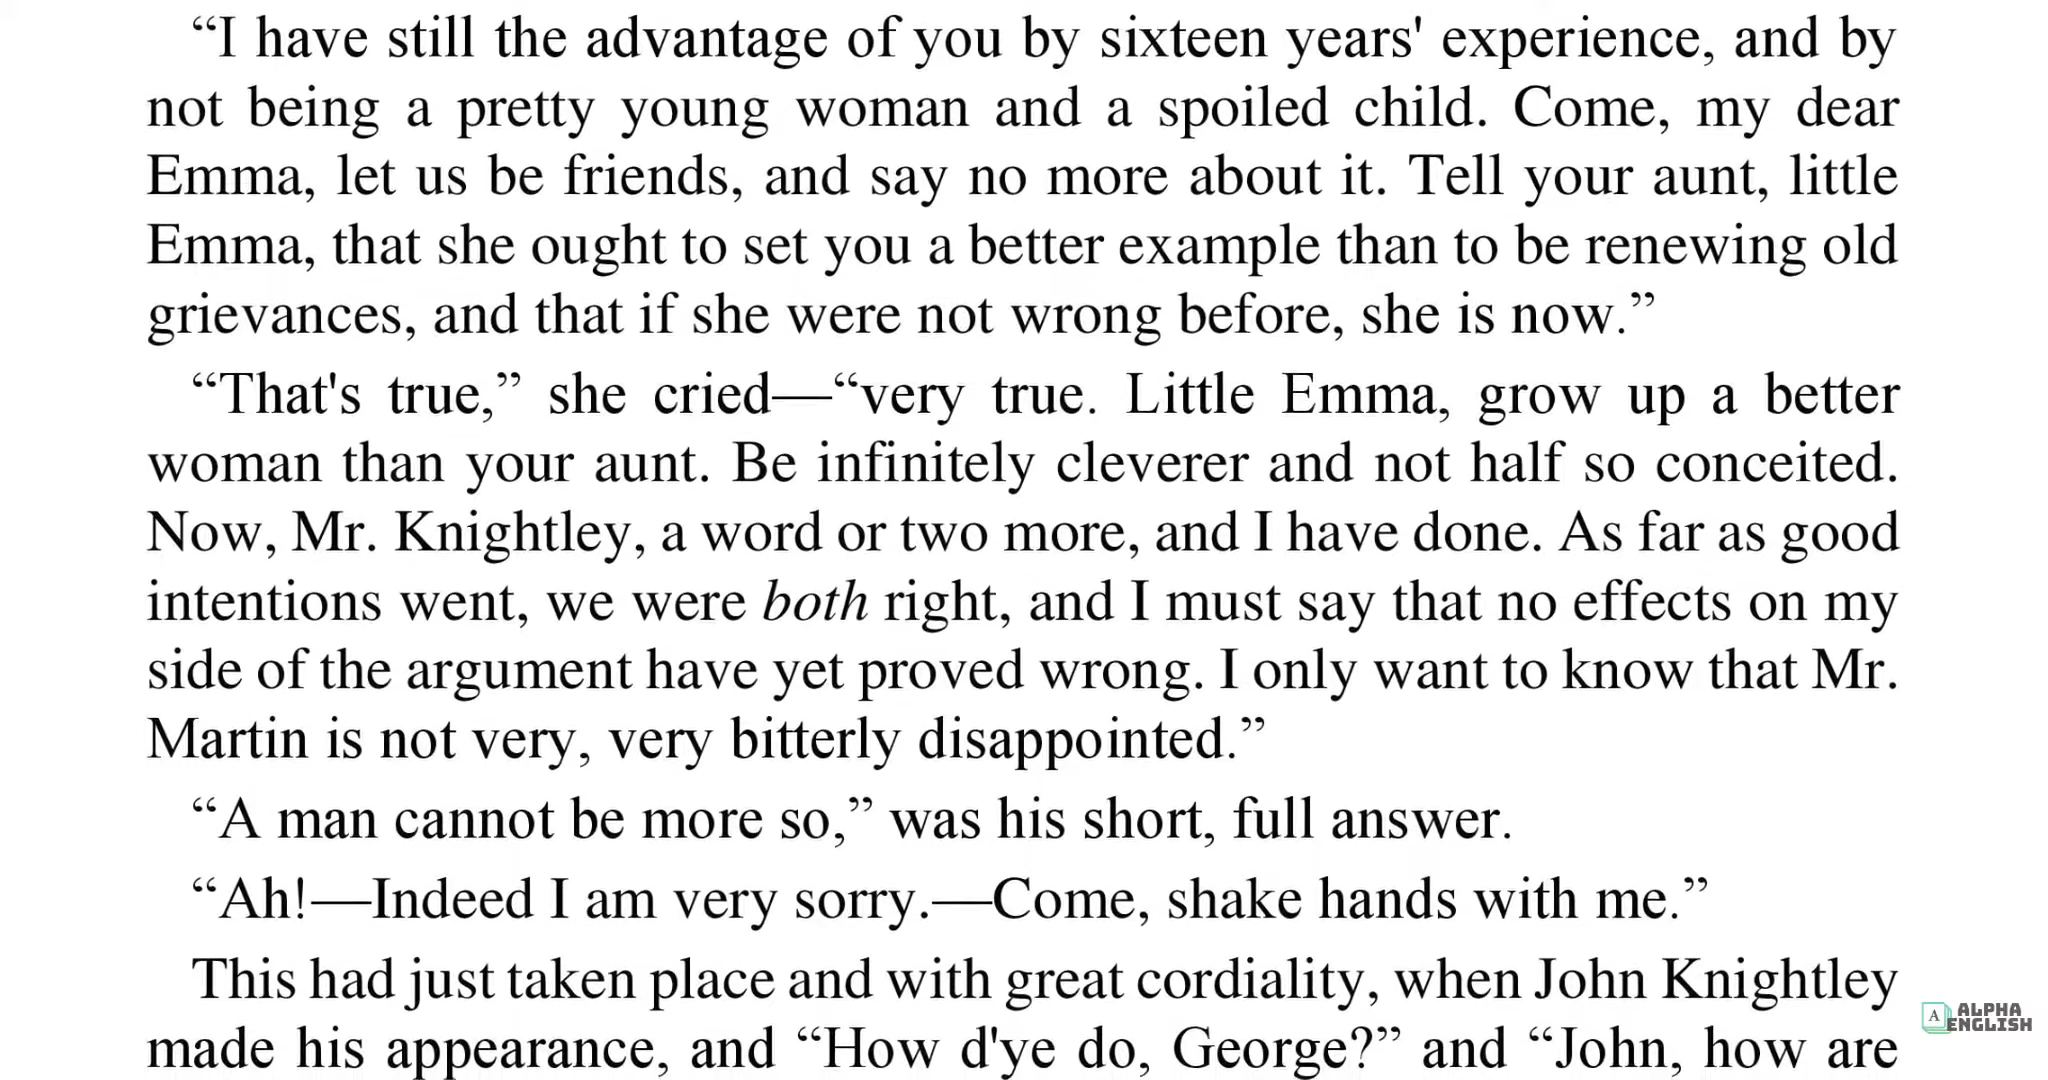 “I have still the advantage of you by sixteen years' experience, and by
not being a pretty young woman and a spoiled child. Come, my dear
Emma, let us be friends, and say no more about it. Tell your aunt, little
Emma, that she ought to set you a better example than to be renewing old
grievances, and that if she were not wrong before, she is now.”
“That's true,” she cried—“very true. Little Emma, grow up a better
woman than your aunt. Be infinitely cleverer and not half so conceited.
Now, Mr. Knightley, a word or two more, and I have done. As far as good
intentions went, we were both right, and I must say that no effects on my
side of the argument have yet proved wrong. I only want to know that Mr.
Martin is not very, very bitterly disappointed.”
“A man cannot be more so,” was his short, full answer.
“Ah!—Indeed I am very sorry.—Come, shake hands with me.”
This had just taken place and with great cordiality, when John Knightley
made his appearance, and “How d'ye do, George?” and “John, how are
A ALPHA
ENGLISH